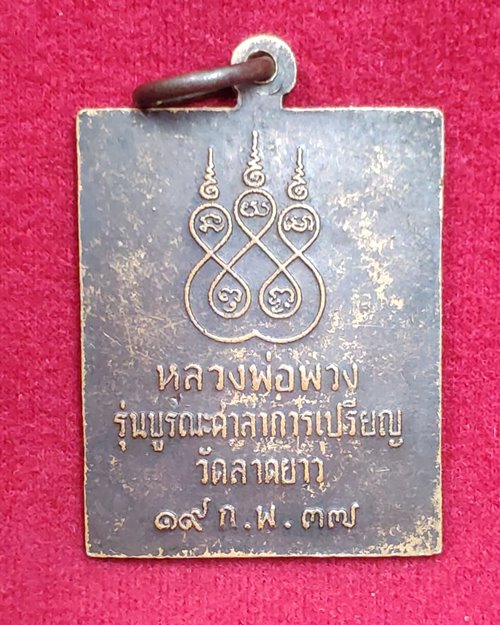 หลวงพ่อพวง
รุ่นบูรณะศาลาการเปรียญ
วัดลาดยาว
๑๙ ก.พ. ๓๗